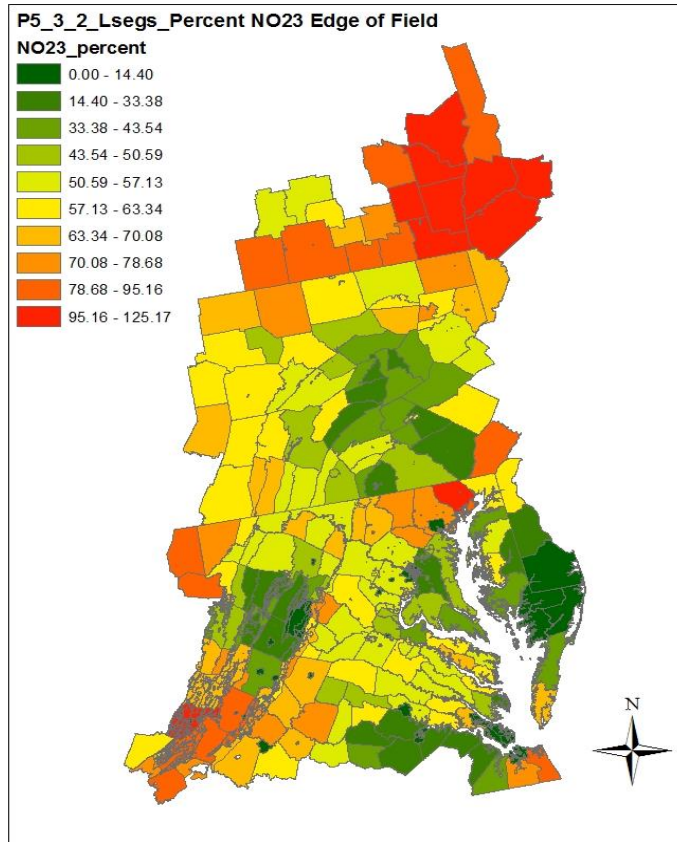 P5_3_2_Lsegs_Percent NO23 Edge of Field
NO23_percent
0.00 - 14.40
14.40 - 33.38
33.38 - 43.54
43.54 - 50.59
50.59 - 57.13
57.13 - 63.34
63.34 - 70.08
70.08 - 78.68
78.68 - 95.16
95.16 - 125.17
N